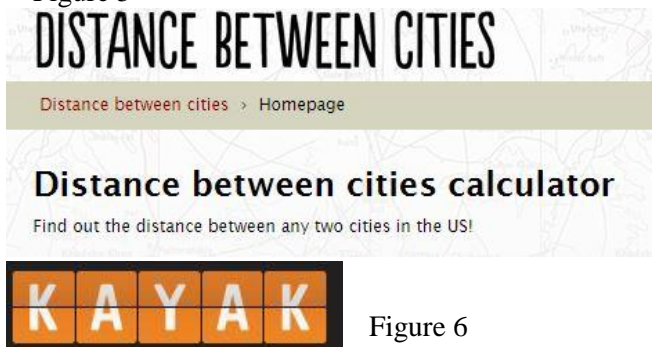 DISTANCE BETWEEN CITIES
Distance between cities › Homepage
Distance between cities calculator
Find out the distance between any two cities in the US!
KAYAK
Figure 6